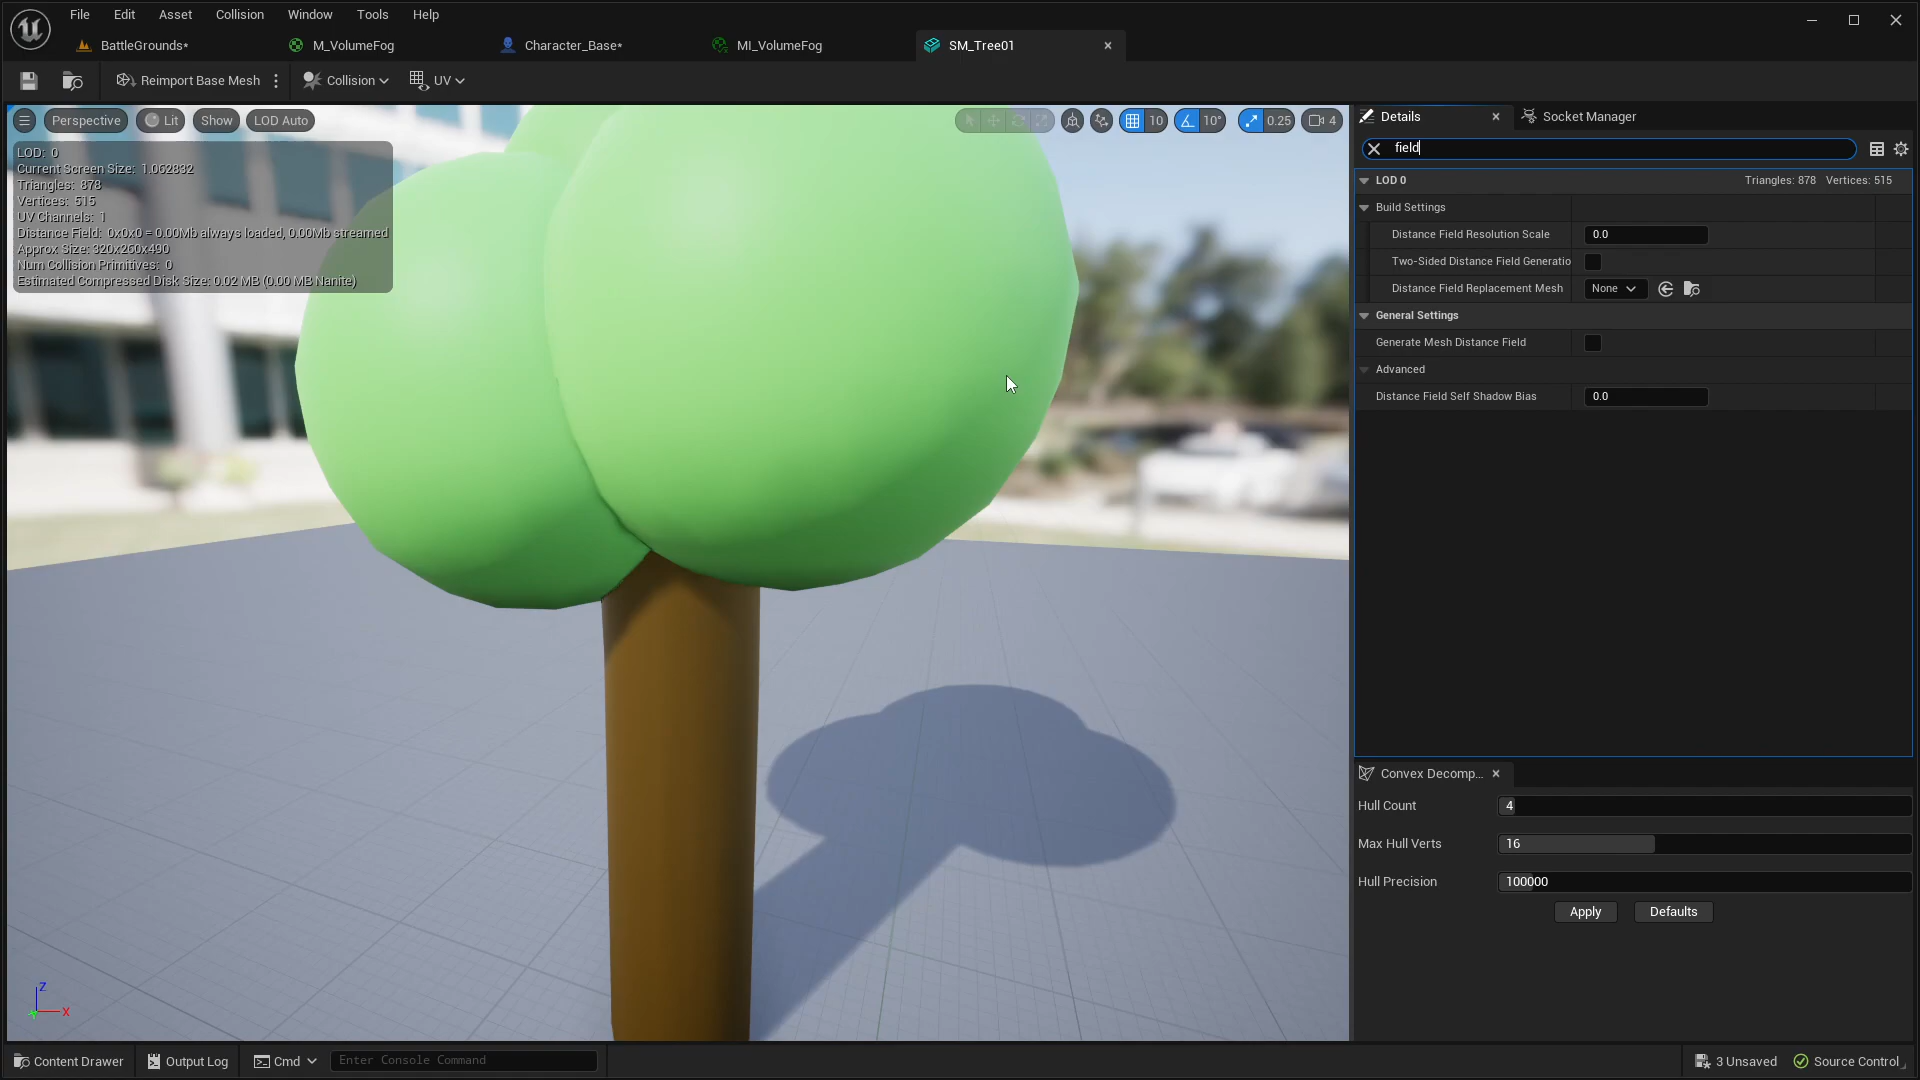 File Edit Asset Collision Window Tools Help
BattleGrounds* M_VolumeFog Character_Base* MI_VolumeFog SM_Tree01
Reimport Base Mesh Collision UV
Perspective Lit Show LOD Auto 10 10° 0.25 4
LOD: 0
Current Screen Size: 1.062832
Triangles: 878
Vertices: 515
UV Channels: 1
Distance Field: 0x0x0 = 0.00Mb always loaded, 0.00Mb streamed
Approx Size: 320x260x490
Num Collision Primitives: 0
Estimated Compressed Disk Size: 0.02 MB (0.00 MB Nanite)
Z
X
Details Socket Manager
field
LOD 0 Triangles: 878 Vertices: 515
Build Settings
Distance Field Resolution Scale 0.0
Two-Sided Distance Field Generatio
Distance Field Replacement Mesh None
General Settings
Generate Mesh Distance Field
Advanced
Distance Field Self Shadow Bias 0.0
Convex Decomp...
Hull Count 4
Max Hull Verts 16
Hull Precision 100000
Apply Defaults
Content Drawer Output Log Cmd Enter Console Command 3 Unsaved Source Control